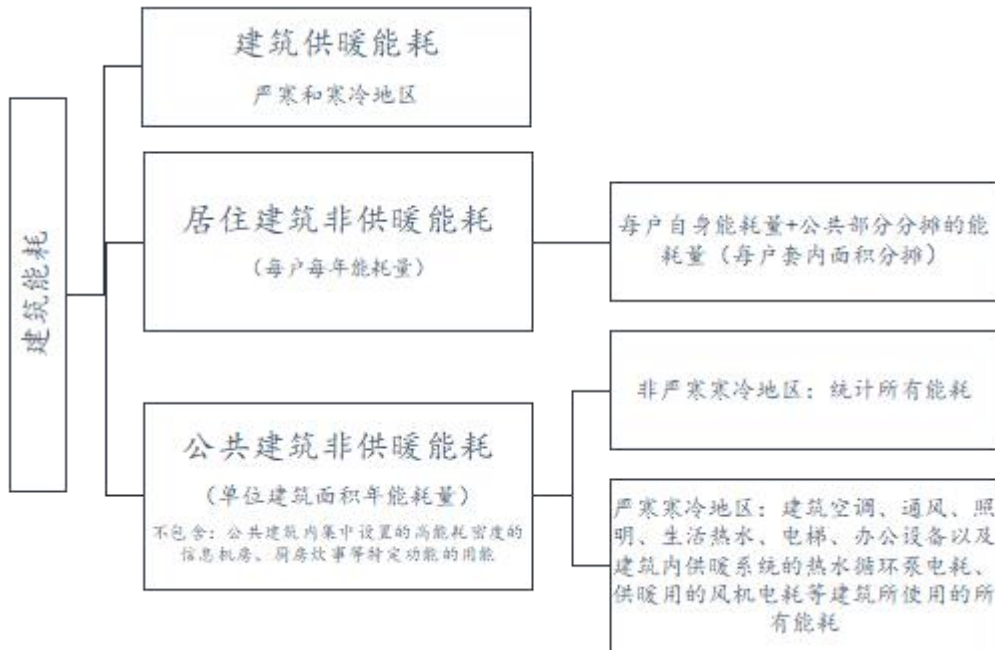 建筑能耗
建筑供暖能耗
严寒和寒冷地区
居住建筑非供暖能耗
（每户每年能耗量）
每户自身能耗量+公共部分分摊的能
耗量（每户套内面积分摊）
公共建筑非供暖能耗
（单位建筑面积年能耗量）
不包含：公共建筑内集中设置的高能耗密度的
信息机房、厨房炊事等特定功能的用能
非严寒寒冷地区：统计所有能耗
严寒寒冷地区：建筑空调、通风、照
明、生活热水、电梯、办公设备以及
建筑内供暖系统的热水循环泵电耗、
供暖用的风机电耗等建筑所使用的所
有能耗